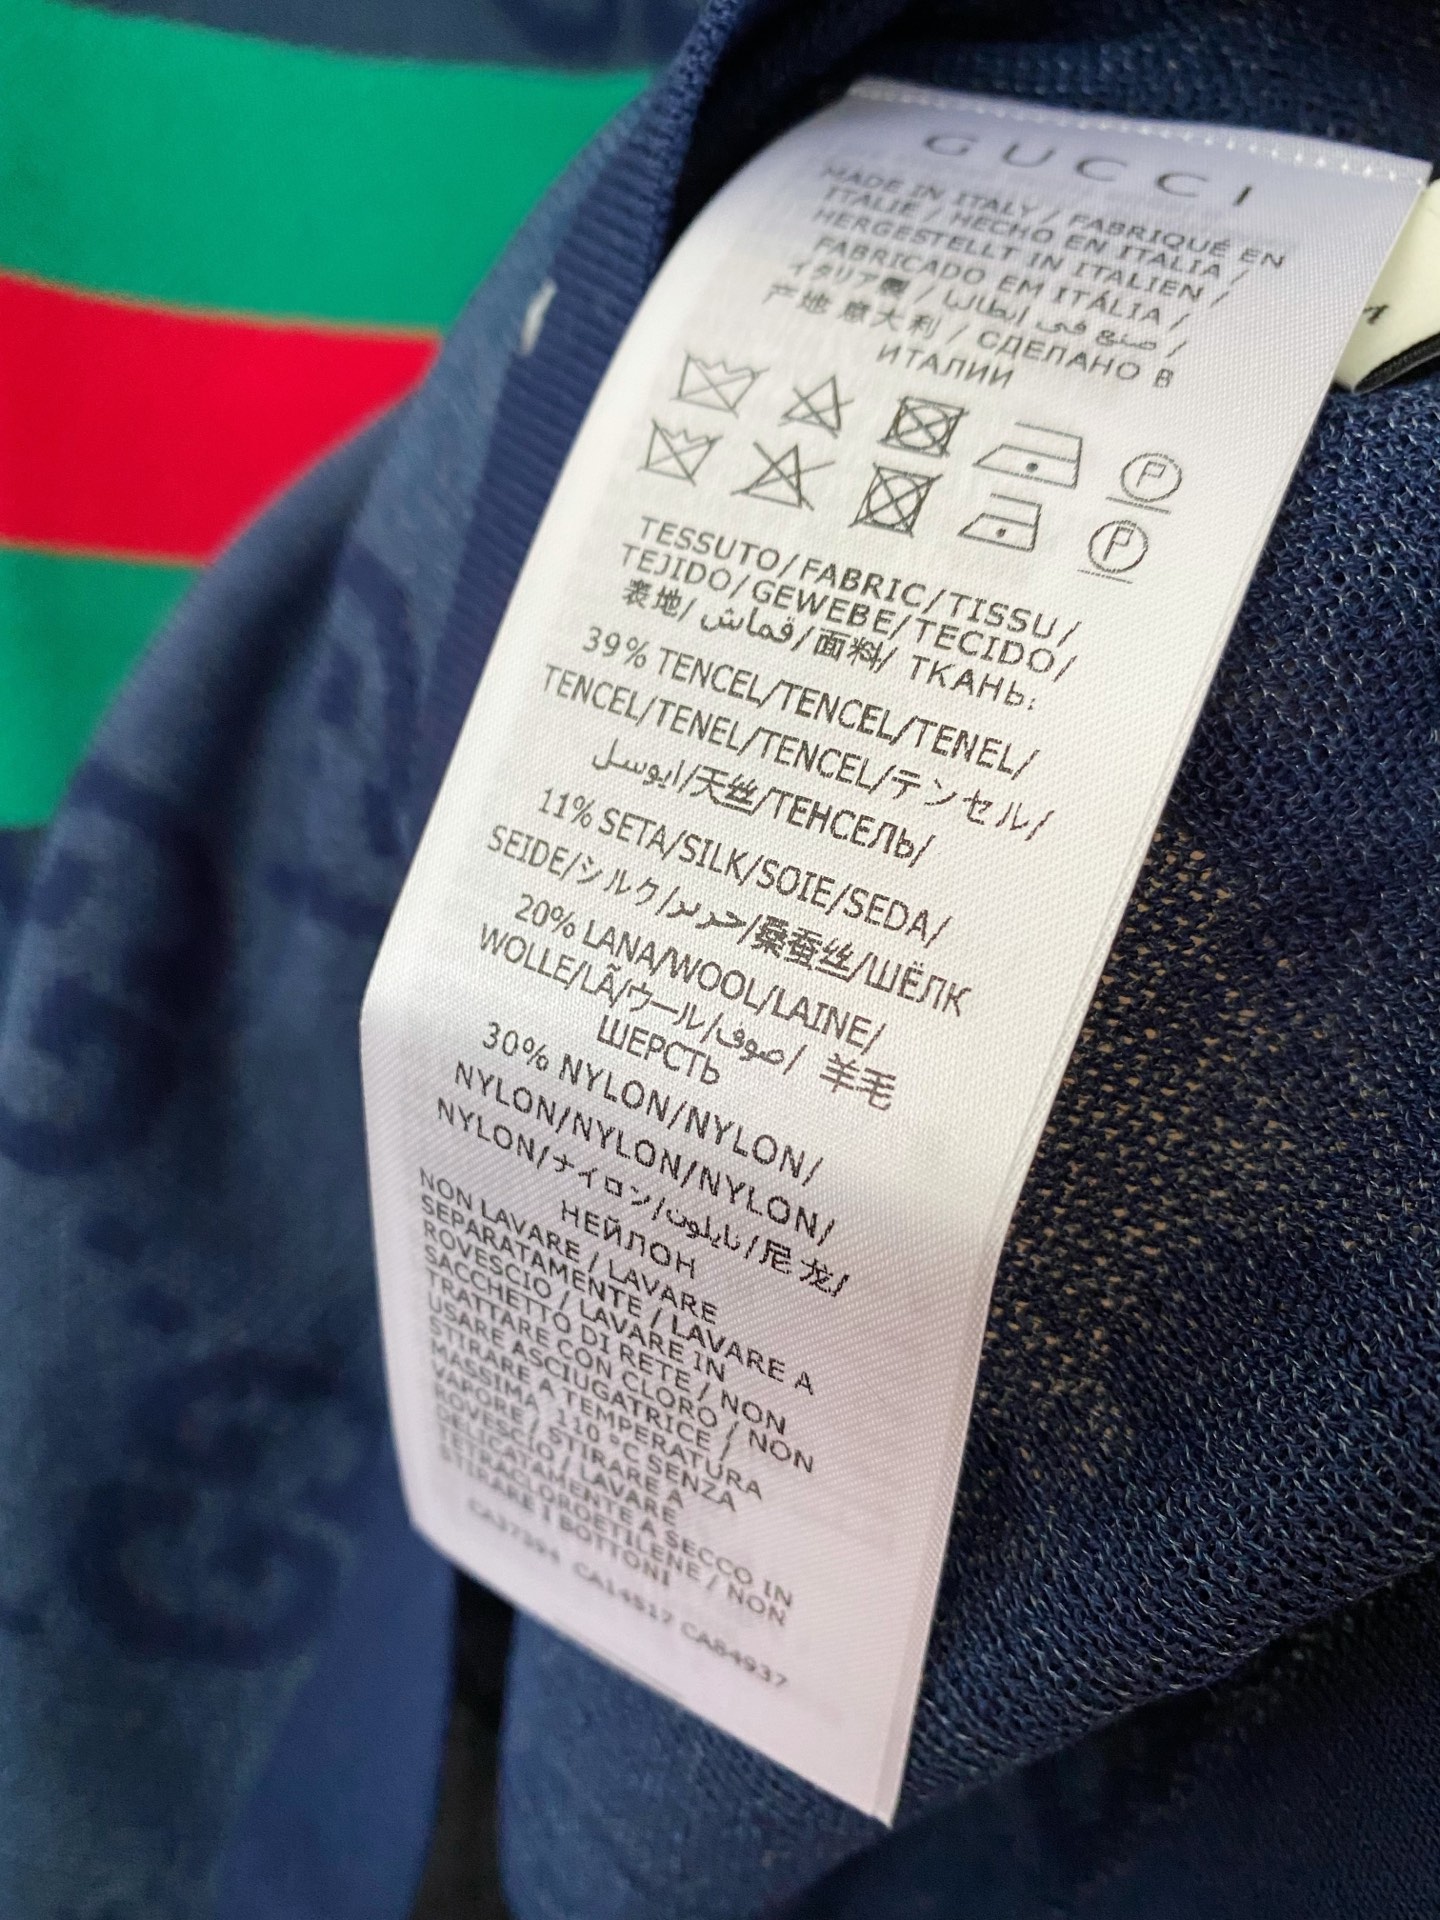 GUCCI
MADE IN ITALY / FABRIQUÉ EN
ITALIE / HECHO EN ITALIA /
HERGESTELLT IN ITALIEN /
FABRICADO EM ITÁLIA /
イタリア製 / صنع في إيطاليا /
产地 意大利 / СДЕЛАНО В
ИТАЛИИ
P
P
TESSUTO/FABRIC/TISSU/
TEJIDO/GEWEBE/TECIDO/
表地/قماش/面料/ ТКАНЬ:
39% TENCEL/TENCEL/TENEL/
TENCEL/TENEL/TENCEL/テンセル/
ايوسل/天丝/ТЕНСЕЛЬ/
11% SETA/SILK/SOIE/SEDA/
SEIDE/シルク/حرير/桑蚕丝/ШЁЛК
20% LANA/WOOL/LAINE/
WOLLE/LÃ/ウール/صوف/ 羊毛
ШЕРСТЬ
30% NYLON/NYLON/
NYLON/NYLON/NYLON/
NYLON/ナイロン/نايلون/尼龙/
НЕЙЛОН
NON LAVARE / LAVARE
SEPARATAMENTE / LAVARE A
ROVESCIO / LAVARE IN
SACCHETTO DI RETE / NON
TRATTARE CON CLORO / NON
USARE ASCIUGATRICE /
STIRARE A TEMPERATURA
MASSIMA 110 °C SENZA
VAPORE / STIRARE A
ROVESCIO / LAVARE
DELICATAMENTE A SECCO IN
TETRACLOROETILENE / NON
STIRARE I BOTTONI
CA37394 CA14517 CA84937